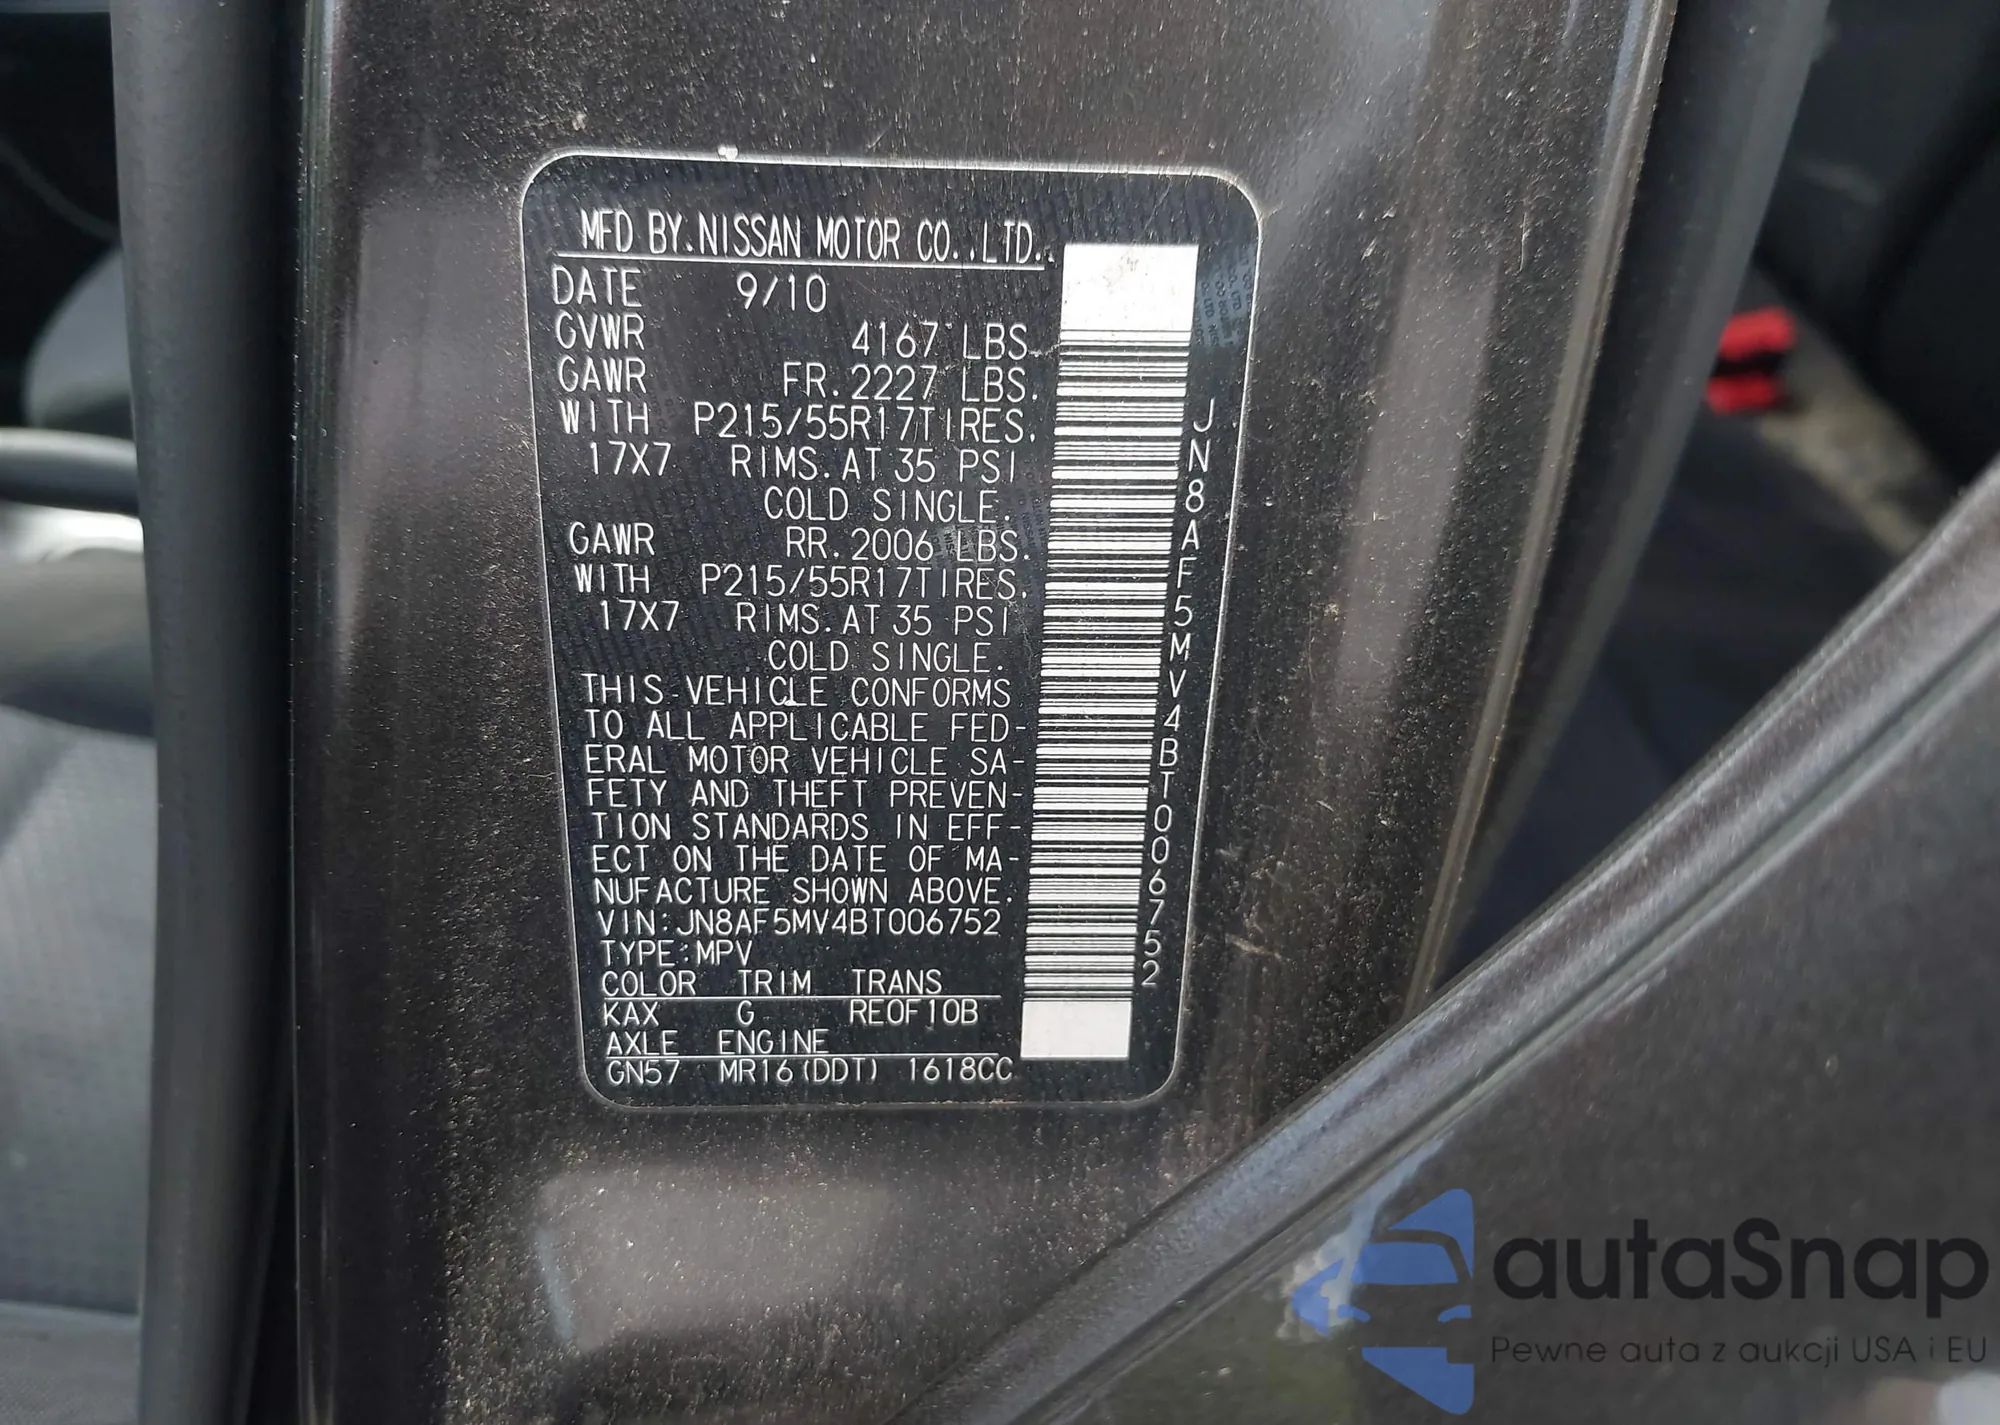 MFD BY.NISSAN MOTOR CO.,LTD.
DATE 9/10
GVWR 4167 LBS
GAWR FR.2227 LBS.
WITH P215/55R17TIRES.
17X7 RIMS.AT 35 PSI
COLD SINGLE.
GAWR RR.2006 LBS.
WITH P215/55R17TIRES.
17X7 RIMS.AT 35 PSI
COLD SINGLE.
THIS VEHICLE CONFORMS
TO ALL APPLICABLE FED-
ERAL MOTOR VEHICLE SA-
FETY AND THEFT PREVEN-
TION STANDARDS IN EFF-
ECT ON THE DATE OF MA-
NUFACTURE SHOWN ABOVE.
VIN:JN8AF5MV4BT006752
TYPE:MPV
COLOR TRIM TRANS
KAX G RE0F10B
AXLE ENGINE
GN57 MR16(DDT) 1618CC
JN8AF5MV4BT006752
autaSnap
Pewne auta z aukcji USA i EU